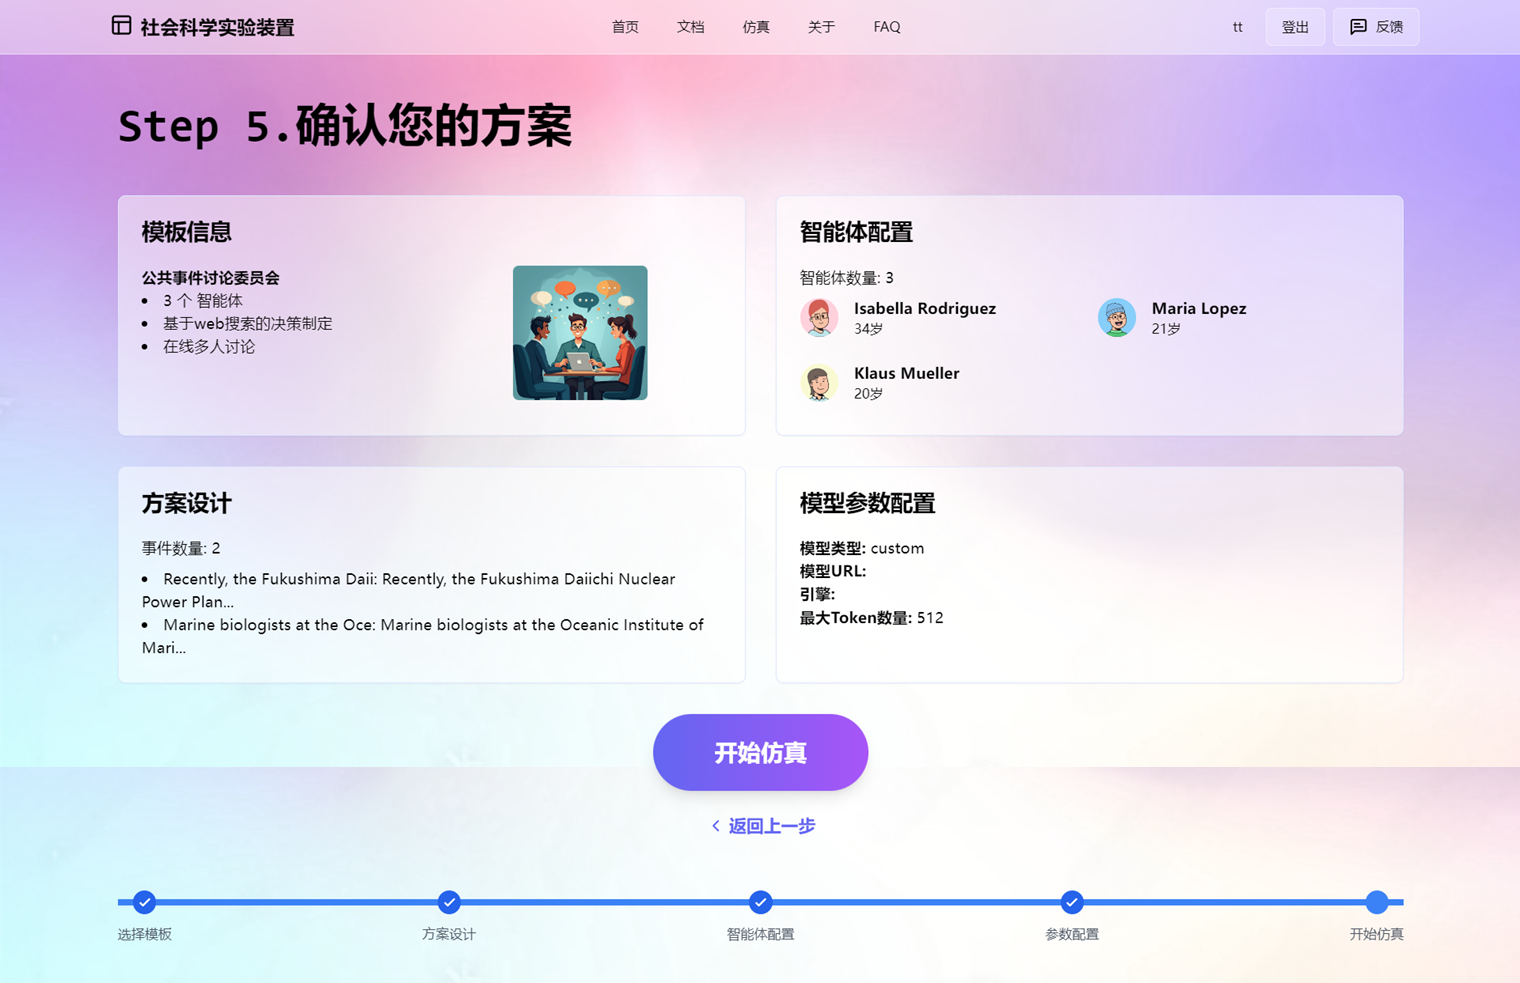 社会科学实验装置
首页
文档
仿真
关于
FAQ
tt
登出
反馈
Step 5.确认您的方案
模板信息
公共事件讨论委员会
• 3 个 智能体
• 基于web搜索的决策制定
• 在线多人讨论
智能体配置
智能体数量: 3
Isabella Rodriguez
34岁
Maria Lopez
21岁
Klaus Mueller
20岁
方案设计
事件数量: 2
• Recently, the Fukushima Daii: Recently, the Fukushima Daiichi Nuclear
Power Plan...
• Marine biologists at the Oce: Marine biologists at the Oceanic Institute of
Mari...
模型参数配置
模型类型: custom
模型URL:
引擎:
最大Token数量: 512
开始仿真
返回上一步
选择模板
方案设计
智能体配置
参数配置
开始仿真